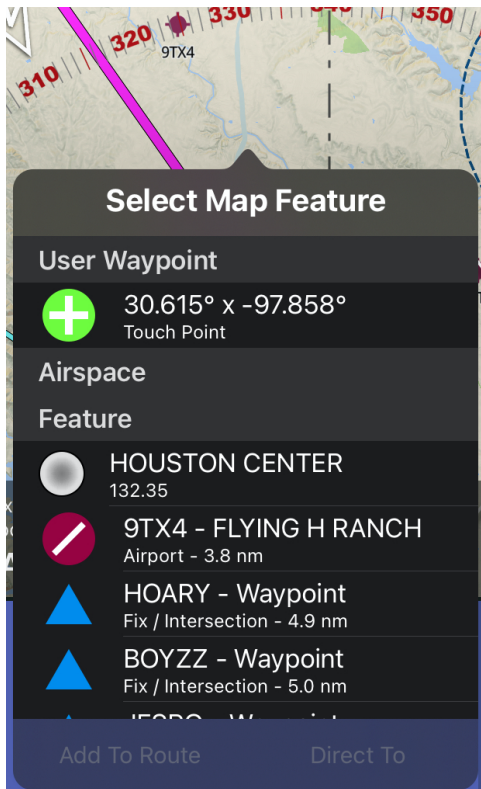 310
320
330
340
350
9TX4
Select Map Feature
User Waypoint
30.615° x -97.858°
Touch Point
Airspace
Feature
HOUSTON CENTER
132.35
9TX4 - FLYING H RANCH
Airport - 3.8 nm
HOARY - Waypoint
Fix / Intersection - 4.9 nm
BOYZZ - Waypoint
Fix / Intersection - 5.0 nm
Add To Route
Direct To